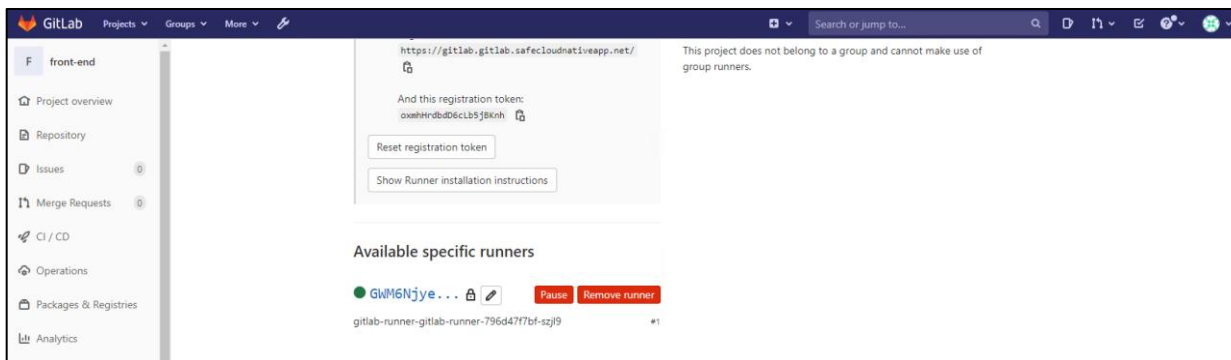 GitLab Projects Groups More Search or jump to...
F front-end
Project overview
Repository
Issues 0
Merge Requests 0
CI / CD
Operations
Packages & Registries
Analytics
https://gitlab.gitlab.safecloudnativeapp.net/
And this registration token:
oxmhHrdbdD6cLb5jBKnh
Reset registration token
Show Runner installation instructions
Available specific runners
GWM6Njye... Pause Remove runner
gitlab-runner-gitlab-runner-796d47f7bf-szjl9 #1
This project does not belong to a group and cannot make use of
group runners.